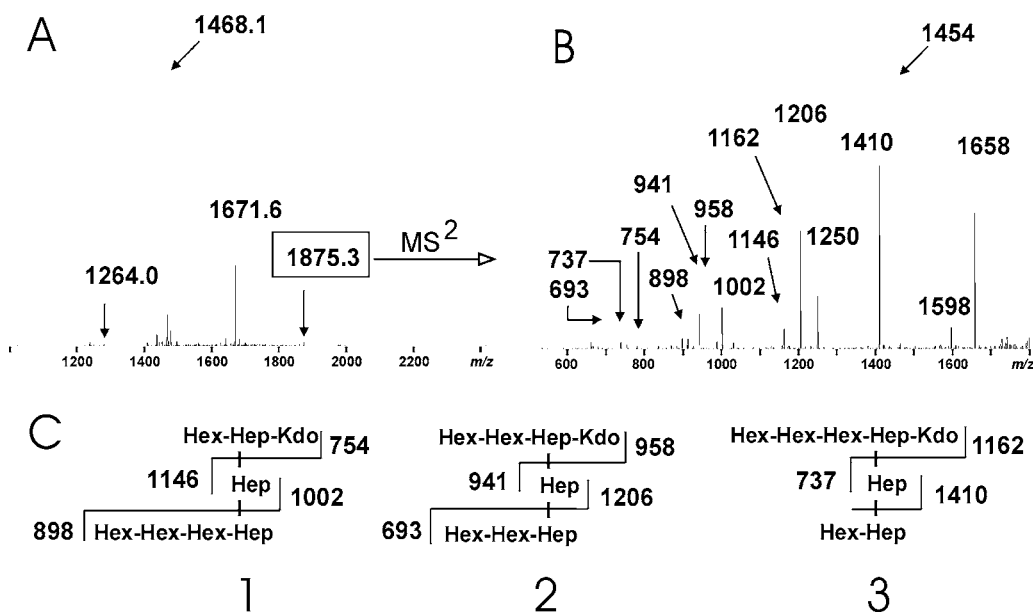 A
1468.1
1671.6
1875.3
MS2
1264.0
1200 1400 1600 1800 2000 2200 m/z
B
1454
1206
1162
1410
1658
941
958
754
1146
1250
737
898
1002
693
1598
600 800 1000 1200 1400 1600 m/z
C
Hex-Hep-Kdo 754
1146 Hep 1002
898 Hex-Hex-Hex-Hep
1
Hex-Hex-Hep-Kdo 958
941 Hep 1206
693 Hex-Hex-Hep
2
Hex-Hex-Hex-Hep-Kdo 1162
737 Hep 1410
Hex-Hep
3